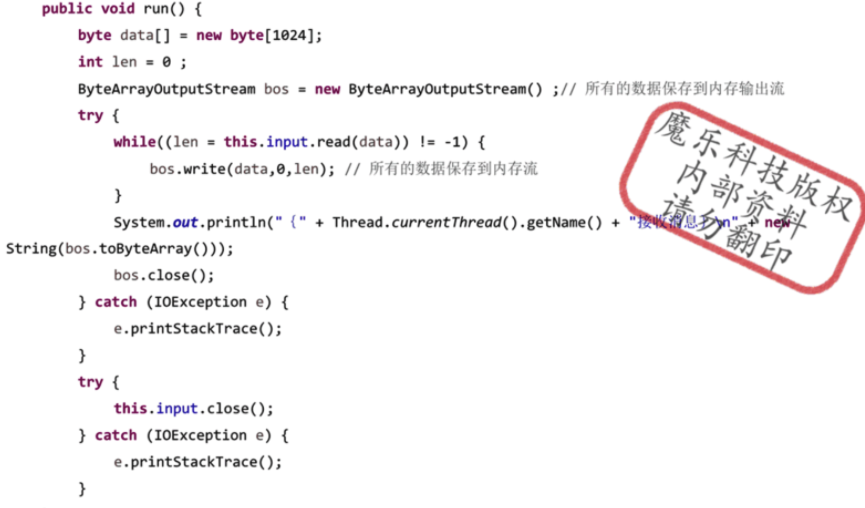 public void run() {
byte data[] = new byte[1024];
int len = 0 ;
ByteArrayOutputStream bos = new ByteArrayOutputStream() ;// 所有的数据保存到内存输出流
try {
while((len = this.input.read(data)) != -1) {
bos.write(data,0,len); // 所有的数据保存到内存流
}
System.out.println("｛" + Thread.currentThread().getName() + "接收消息｝\n" + new
String(bos.toByteArray()));
bos.close();
} catch (IOException e) {
e.printStackTrace();
}
try {
this.input.close();
} catch (IOException e) {
e.printStackTrace();
}
魔乐科技版权
内部资料
请勿翻印